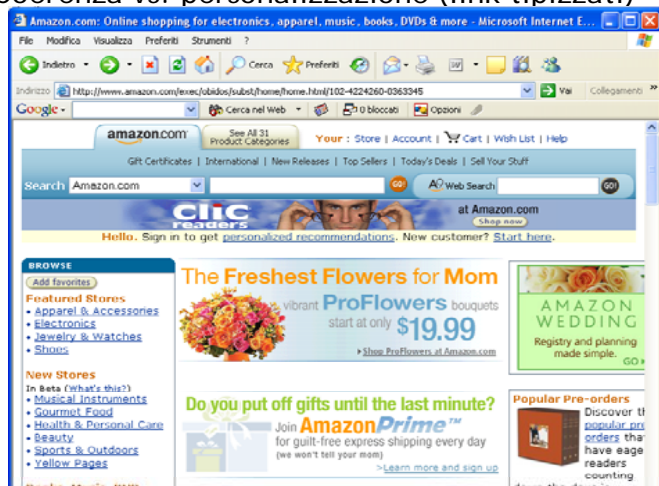 coerenza vs. personalizzazione (link tipizzati)
Amazon.com: Online shopping for electronics, apparel, music, books, DVDs & more - Microsoft Internet E...
File Modifica Visualizza Preferiti Strumenti ?
Indietro Cerca Preferiti
Indirizzo http://www.amazon.com/exec/obidos/subst/home/home.html/102-4224260-0363345 Vai Collegamenti »
Google - Cerca nel Web 0 bloccati Opzioni
amazon.com See All 31 Product Categories Your : Store | Account | Cart | Wish List | Help
Gift Certificates | International | New Releases | Top Sellers | Today's Deals | Sell Your Stuff
Search Amazon.com GO! A9 Web Search GO!
CliC readers at Amazon.com Shop now
Hello. Sign in to get personalized recommendations. New customer? Start here.
BROWSE
Add favorites
Featured Stores
• Apparel & Accessories
• Electronics
• Jewelry & Watches
• Shoes
New Stores
In Beta (What's this?)
• Musical Instruments
• Gourmet Food
• Health & Personal Care
• Beauty
• Sports & Outdoors
• Yellow Pages
The Freshest Flowers for Mom
vibrant ProFlowers bouquets
start at only $19.99
Shop ProFlowers at Amazon.com
Do you put off gifts until the last minute?
Join AmazonPrime™
for guilt-free express shipping every day
(we won't tell your mom)
>Learn more and sign up
AMAZON
WEDDING
Registry and planning
made simple.
GO
Popular Pre-orders
Discover th
popular pre
orders that
have eage
readers
counting